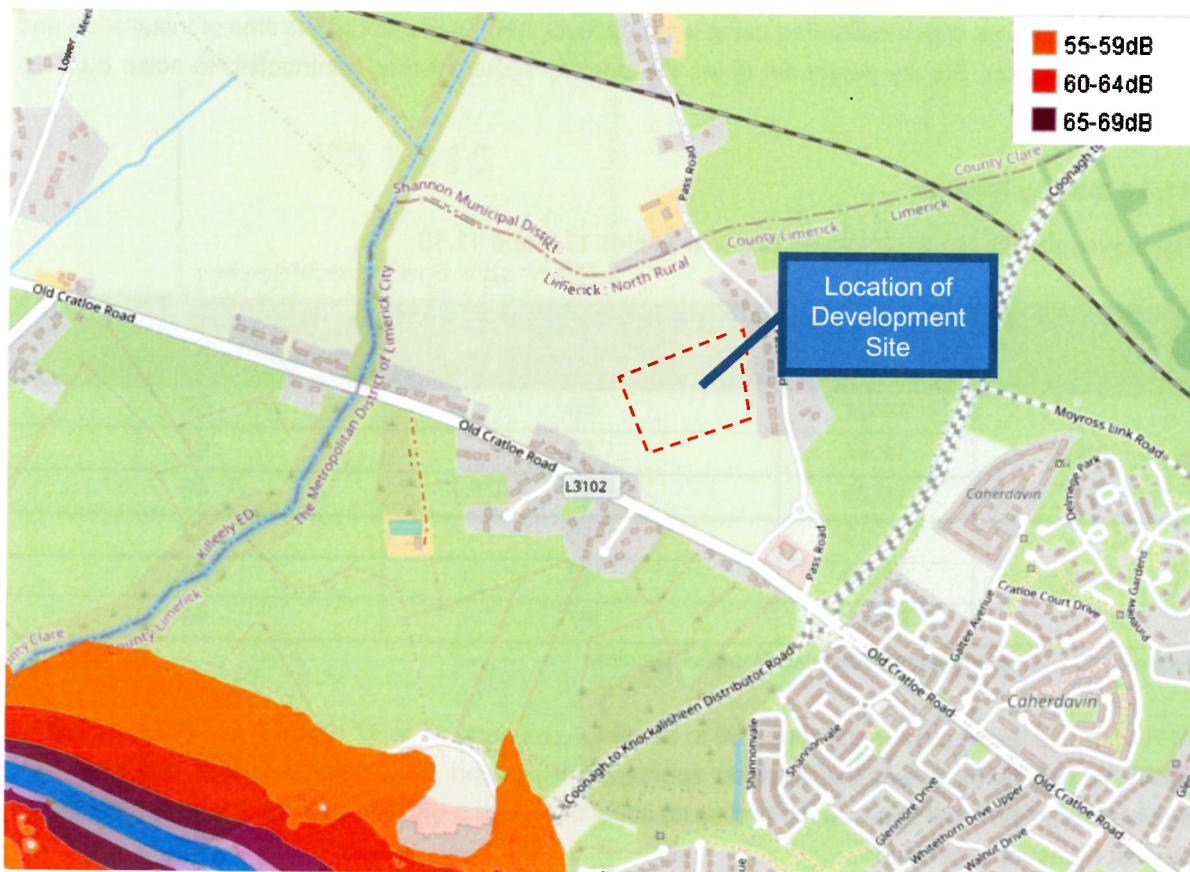 55-59dB
60-64dB
65-69dB
Lower
Pass Road
County Clare
Limerick
County Limerick
Coonagh to
Shannon Municipal District
Limerick : North Rural
Old Cratloe Road
Location of
Development
Site
The Metropolitan District of Limerick City
Old Cratloe Road
L3102
Moyross Link Road
Caherdavin
Delmege Park
Killeely ED
Pass Road
Cratloe Court Drive
Galtee Avenue
County Limerick
Old Cratloe Road
Caherdavin
Coonagh to Knockalisheen Distributor Road
Shannonvale
Shannonvale
Old Cratloe Road
Glenmore Drive
Whitethorn Drive Upper
Walnut Drive